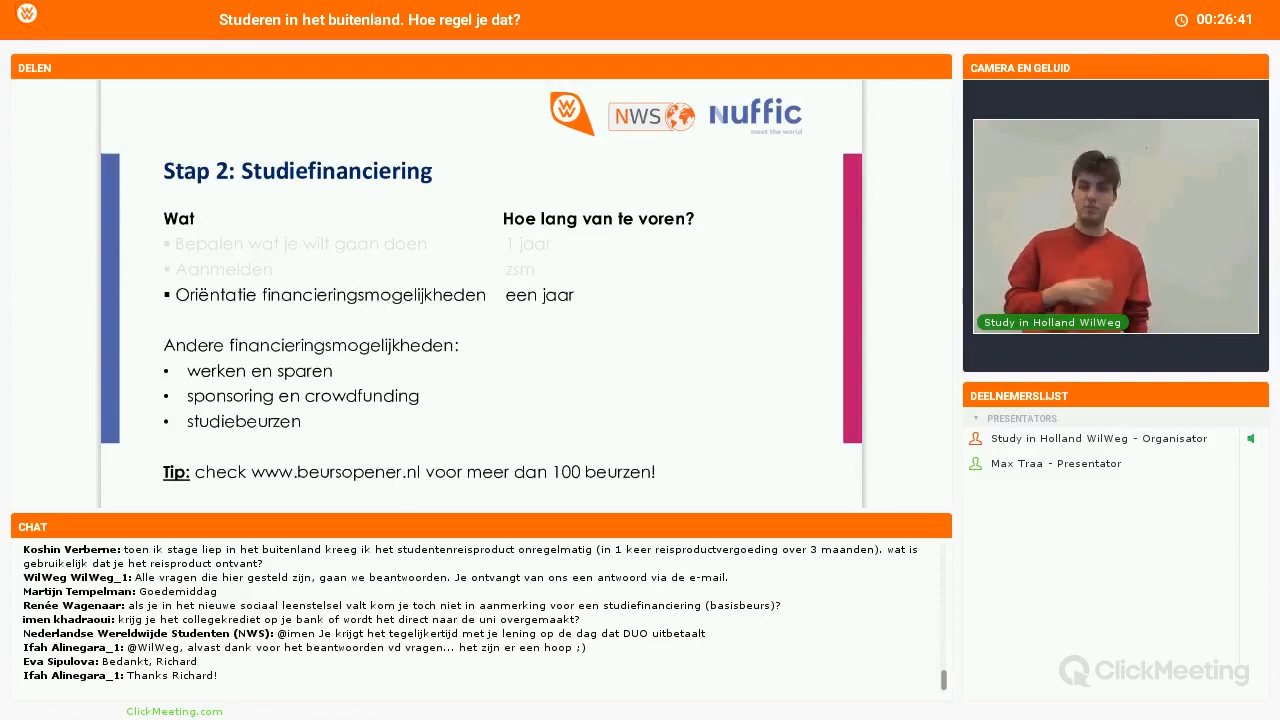 Studeren in het buitenland. Hoe regel je dat?
00:26:41
DELEN
NWS
nuffic
meet the world
Stap 2: Studiefinanciering
Wat Hoe lang van te voren?
▪ Bepalen wat je wilt gaan doen 1 jaar
▪ Aanmelden zsm
▪ Oriëntatie financieringsmogelijkheden een jaar
Andere financieringsmogelijkheden:
• werken en sparen
• sponsoring en crowdfunding
• studiebeurzen
Tip: check www.beursopener.nl voor meer dan 100 beurzen!
CAMERA EN GELUID
Study in Holland WilWeg
DEELNEMERSLIJST
PRESENTATORS
Study in Holland WilWeg - Organisator
Max Traa - Presentator
CHAT
Koshin Verberne: toen ik stage liep in het buitenland kreeg ik het studentenreisproduct onregelmatig (in 1 keer reisproductvergoeding over 3 maanden). wat is
gebruikelijk dat je het reisproduct ontvant?
WilWeg WilWeg_1: Alle vragen die hier gesteld zijn, gaan we beantwoorden. Je ontvangt van ons een antwoord via de e-mail.
Martijn Tempelman: Goedemiddag
Renée Wagenaar: als je in het nieuwe sociaal leenstelsel valt kom je toch niet in aanmerking voor een studiefinanciering (basisbeurs)?
imen khadraoui: krijg je het collegekrediet op je bank of wordt het direct naar de uni overgemaakt?
Nederlandse Wereldwijde Studenten (NWS): @imen Je krijgt het tegelijkertijd met je lening op de dag dat DUO uitbetaalt
Ifah Alinegara_1: @WilWeg, alvast dank voor het beantwoorden vd vragen... het zijn er een hoop ;)
Eva Sipulova: Bedankt, Richard
Ifah Alinegara_1: Thanks Richard!
ClickMeeting
ClickMeeting.com